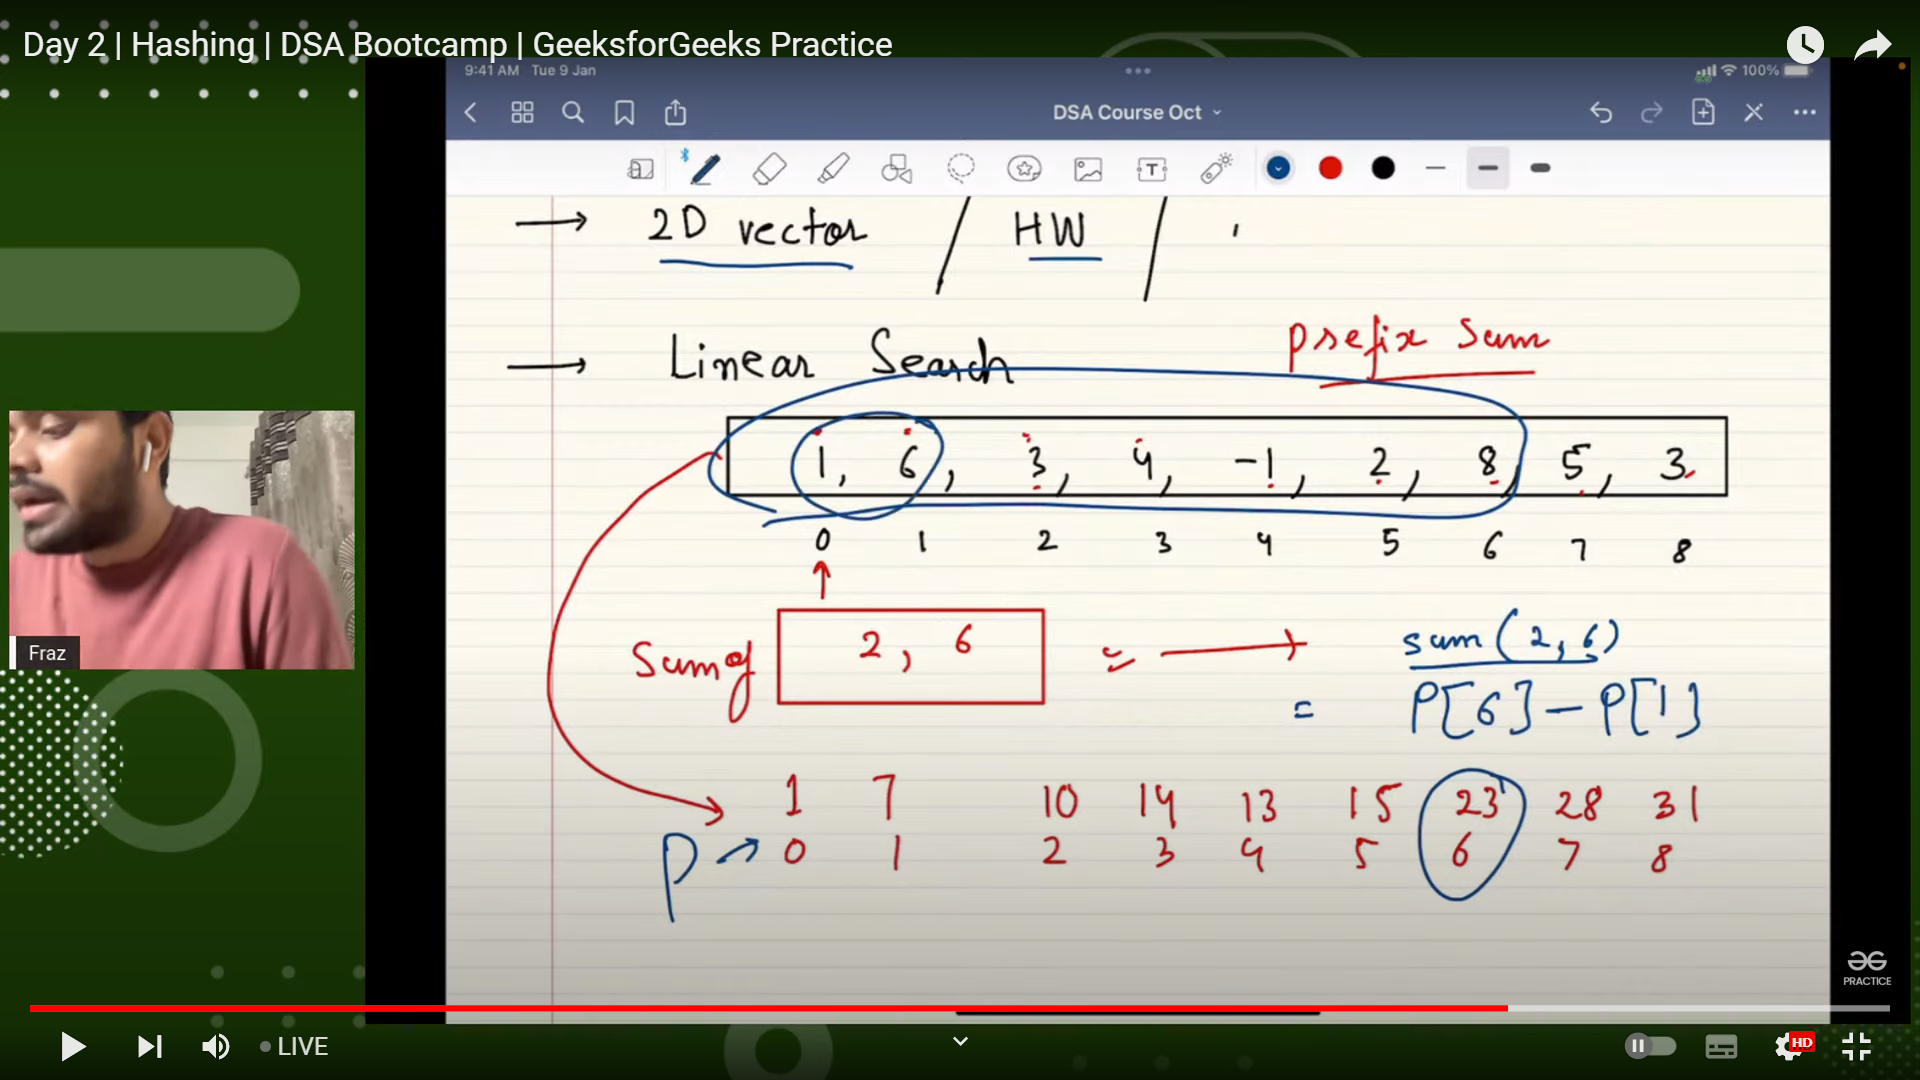 Day 2 | Hashing | DSA Bootcamp | GeeksforGeeks Practice
9:41 AM Tue 9 Jan
100%
DSA Course Oct
T
2D vector / HW /
prefix Sum
Linear Search
1, 6, 3, 4, -1, 2, 8, 5, 3
0 1 2 3 4 5 6 7 8
Sum of 2, 6 = sum(2, 6)
= P[6] - P[1]
1 7 10 14 13 15 23 28 31
P 0 1 2 3 4 5 6 7 8
Fraz
PRACTICE
LIVE
HD